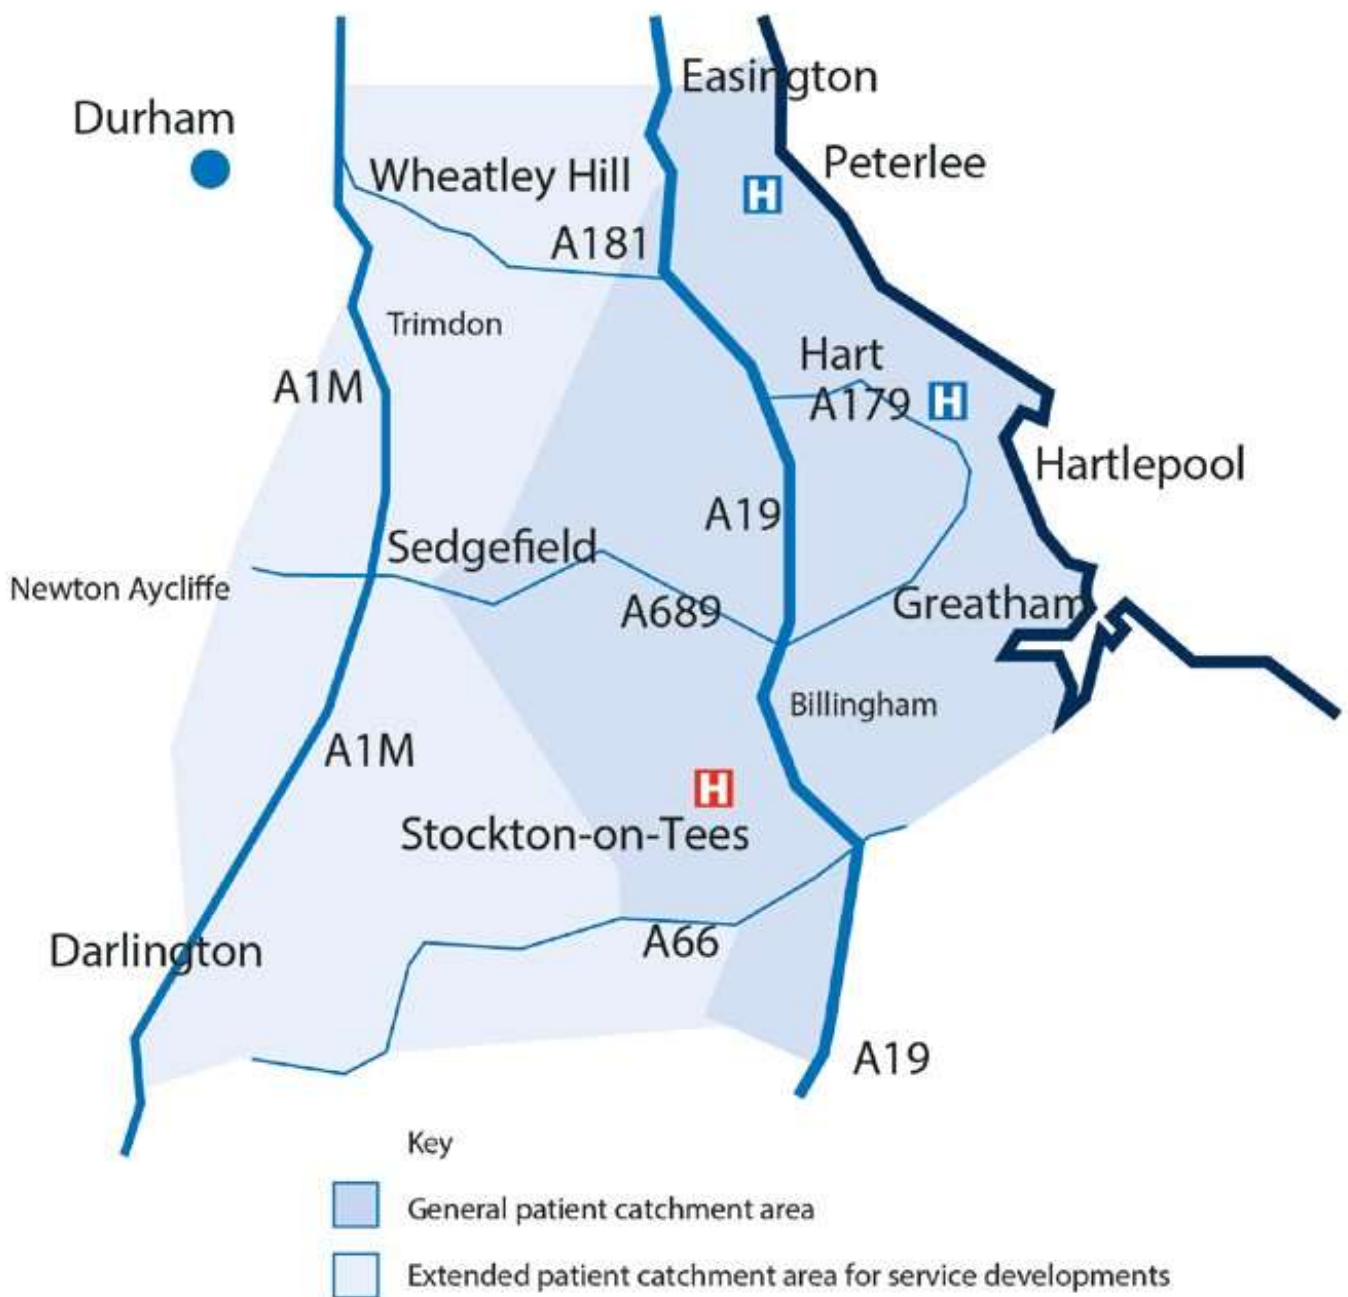 Easington
Durham
Peterlee
Wheatley Hill
H
A181
Trimdon
Hart
A1M
A179
H
Hartlepool
A19
Sedgefield
Newton Aycliffe
A689
Greatham
Billingham
A1M
H
Stockton-on-Tees
A66
Darlington
A19
Key
General patient catchment area
Extended patient catchment area for service developments